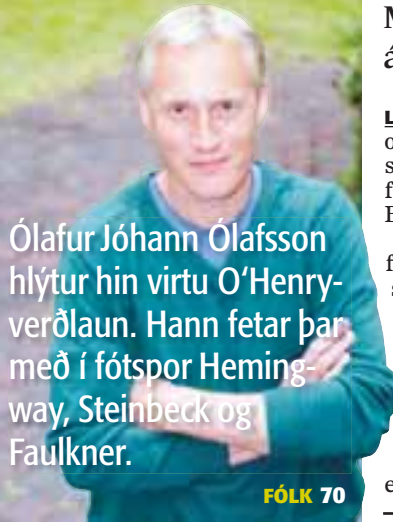 Ólafur Jóhann Ólafsson
hlýtur hin virtu O‘Henry-
verðlaun. Hann fetar þar
með í fótspor Heming-
way, Steinbeck og
Faulkner.
FÓLK 70